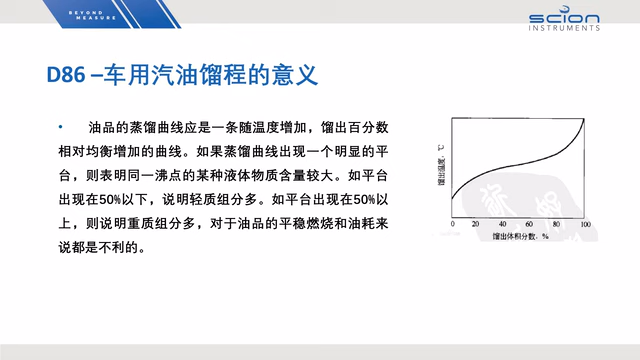 BEYOND
MEASURE
SCION
INSTRUMENTS
D86 –车用汽油馏程的意义
• 油品的蒸馏曲线应是一条随温度增加，馏出百分数
相对均衡增加的曲线。如果蒸馏曲线出现一个明显的平
台，则表明同一沸点的某种液体物质含量较大。如平台
出现在50%以下，说明轻质组分多。如平台出现在50%以
上，则说明重质组分多，对于油品的平稳燃烧和油耗来
说都是不利的。
馏出温度，℃
0 20 40 60 80 100
馏出体积分数，%